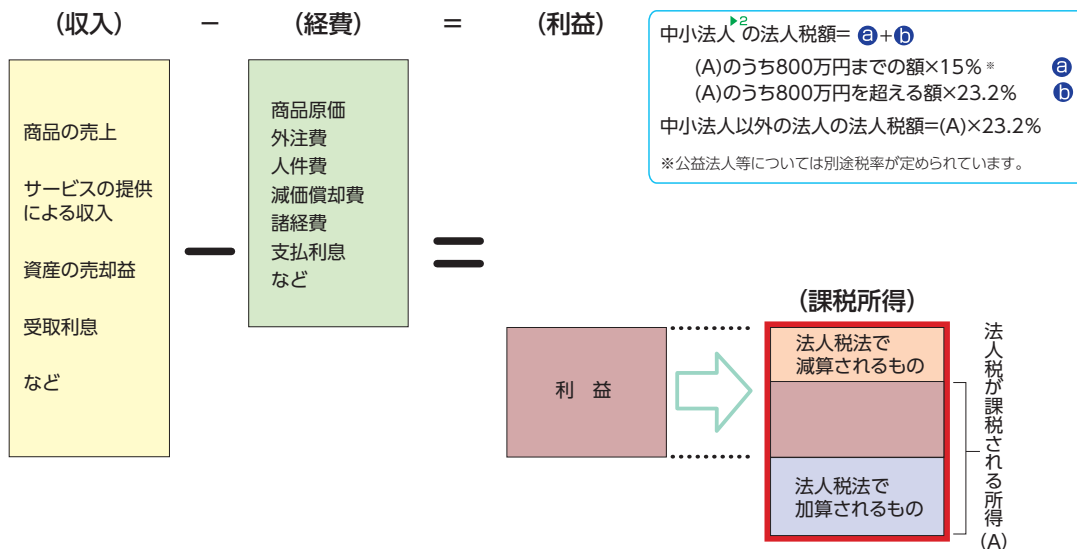 (収入) − (経費) = (利益)
商品の売上
サービスの提供
による収入
資産の売却益
受取利息
など
商品原価
外注費
人件費
減価償却費
諸経費
支払利息
など
中小法人▶2の法人税額= a+b
(A)のうち800万円までの額×15%※ a
(A)のうち800万円を超える額×23.2% b
中小法人以外の法人の法人税額=(A)×23.2%
※公益法人等については別途税率が定められています。
利 益
(課税所得)
法人税法で
減算されるもの
法人税法で
加算されるもの
法人税が課税される所得(A)